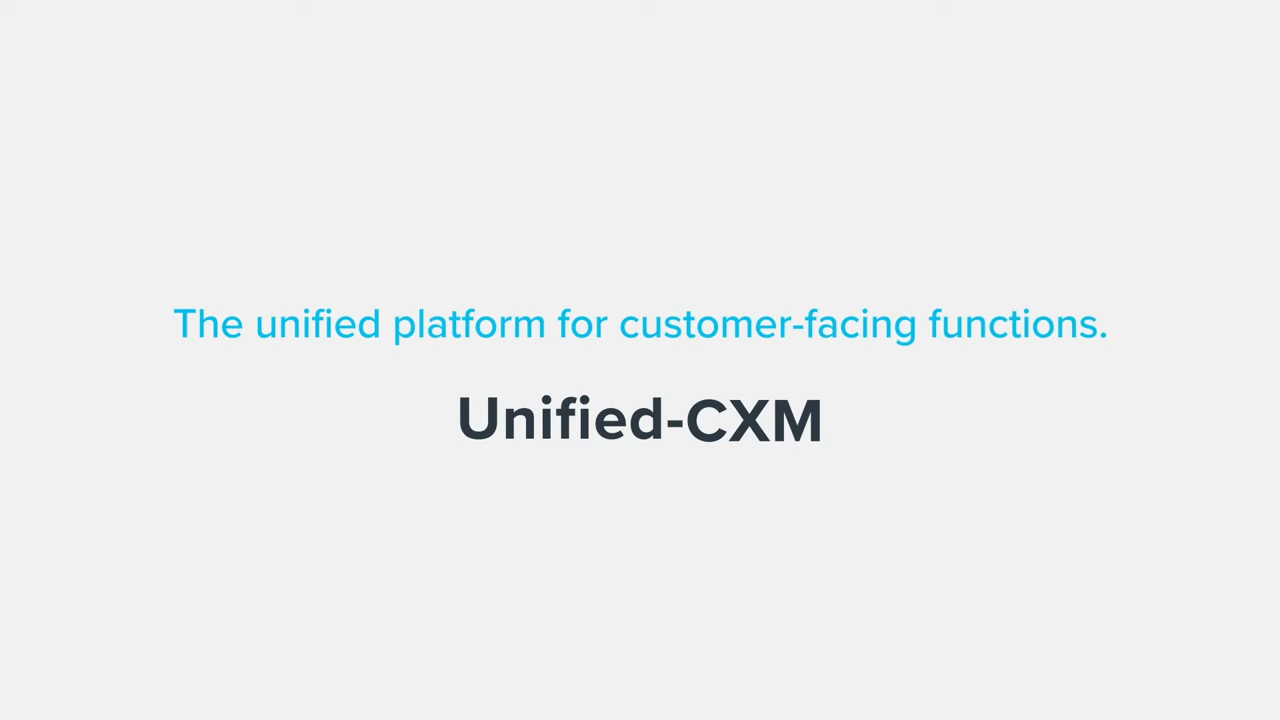 The unified platform for customer-facing functions.
Unified-CXM